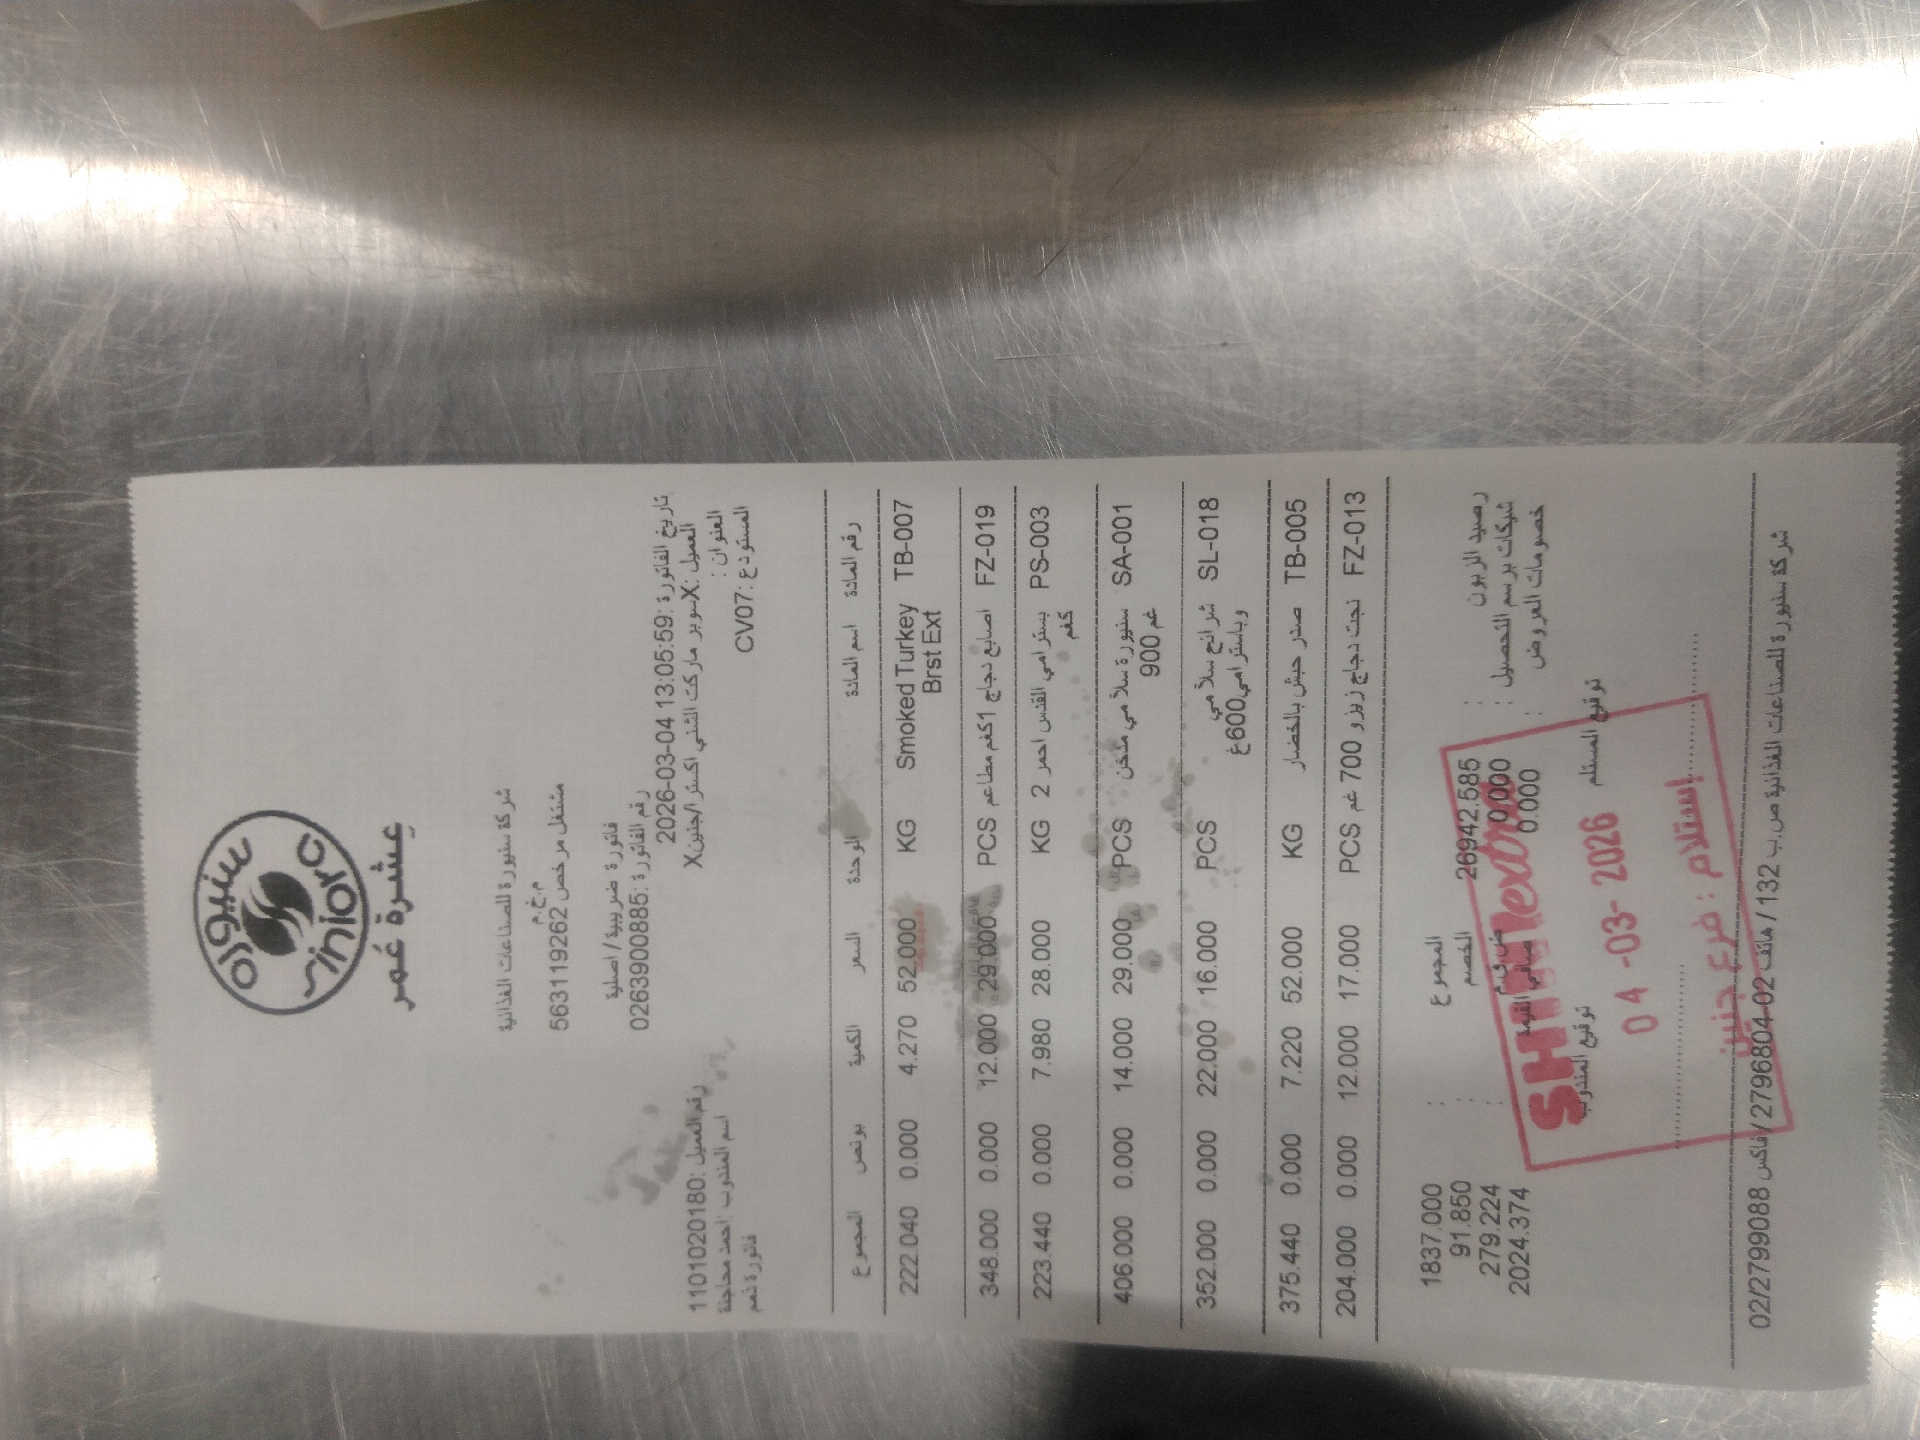 سنيورة
Siniora
عِشرة عُمر
شركة سنيورة للصناعات الغذائية
م.خ.م
مشتغل مرخص 563119262
فاتورة ضريبية / اصلية
رقم الفاتورة :0263900885
تاريخ الفاتورة :2026-03-04 13:05:59
رقم العميل :1101020180
العميل :Xسوبر ماركت الشني اكسترا/جنينX
اسم المندوب :احمد محاجنة
العنوان :
فاتورة ذمم
المستودع :CV07
رقم المادة اسم المادة الوحدة السعر الكمية بونص المجموع
TB-007 Smoked Turkey KG 52.000 4.270 0.000 222.040
Brst Ext
FZ-019 اصابع دجاج 1كغم مطاعم PCS 29.000 12.000 0.000 348.000
PS-003 بسترامي القدس احمر 2 KG 28.000 7.980 0.000 223.440
كغم
SA-001 سنيورة سلامي مدخن PCS 29.000 14.000 0.000 406.000
900 غم
SL-018 شرائح سلامي PCS 16.000 22.000 0.000 352.000
وباسترامي600غ
TB-005 صدر حبش بالخضار KG 52.000 7.220 0.000 375.440
FZ-013 نجت دجاج زيزو 700 غم PCS 17.000 12.000 0.000 204.000
المجموع : 1837.000
رصيد الزبون : 26942.585
الخصم : 91.850
شيكات برسم التحصيل : 0.000
ض.ق.م : 279.224
خصومات العروض : 0.000
صافي القيمة 2024.374
توقيع المستلم توقيع المندوب
SHINI extra
04 -03- 2026
إستلام : فرع جنين
شركة سنيورة للصناعات الغذائية ص.ب 132 / هاتف 02-2796804/فاكس 02/2799088